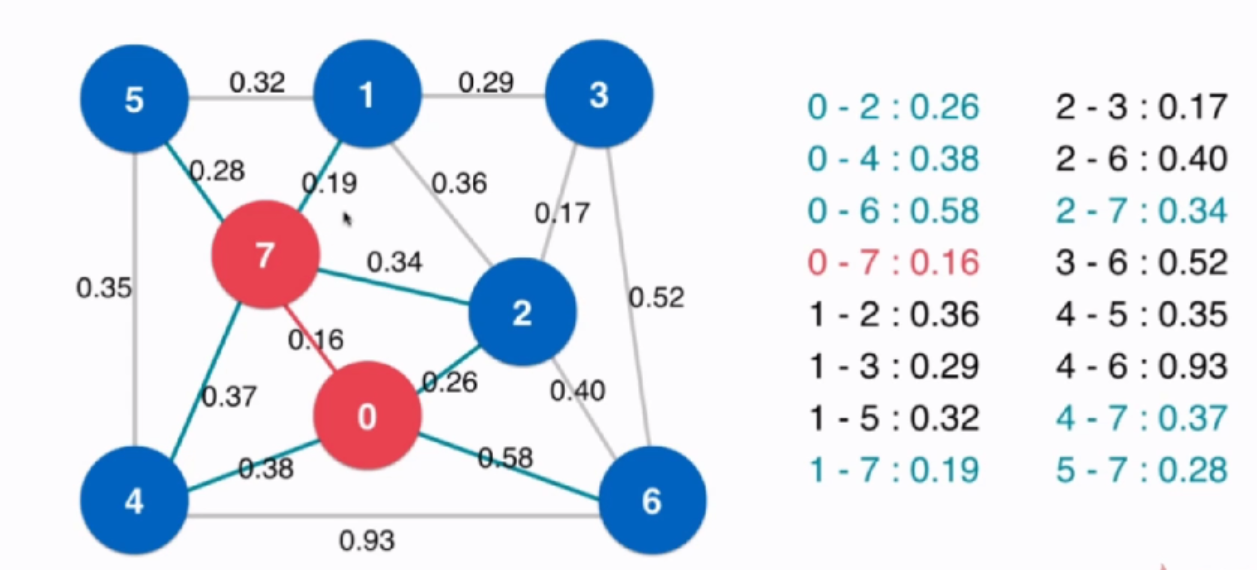 5
0.32
1
0.29
3
0.28
0.19
0.36
0.17
7
0.34
0.35
2
0.52
0.16
0.37
0
0.26
0.40
0.38
0.58
4
6
0.93
0 - 2 : 0.26
0 - 4 : 0.38
0 - 6 : 0.58
0 - 7 : 0.16
1 - 2 : 0.36
1 - 3 : 0.29
1 - 5 : 0.32
1 - 7 : 0.19
2 - 3 : 0.17
2 - 6 : 0.40
2 - 7 : 0.34
3 - 6 : 0.52
4 - 5 : 0.35
4 - 6 : 0.93
4 - 7 : 0.37
5 - 7 : 0.28